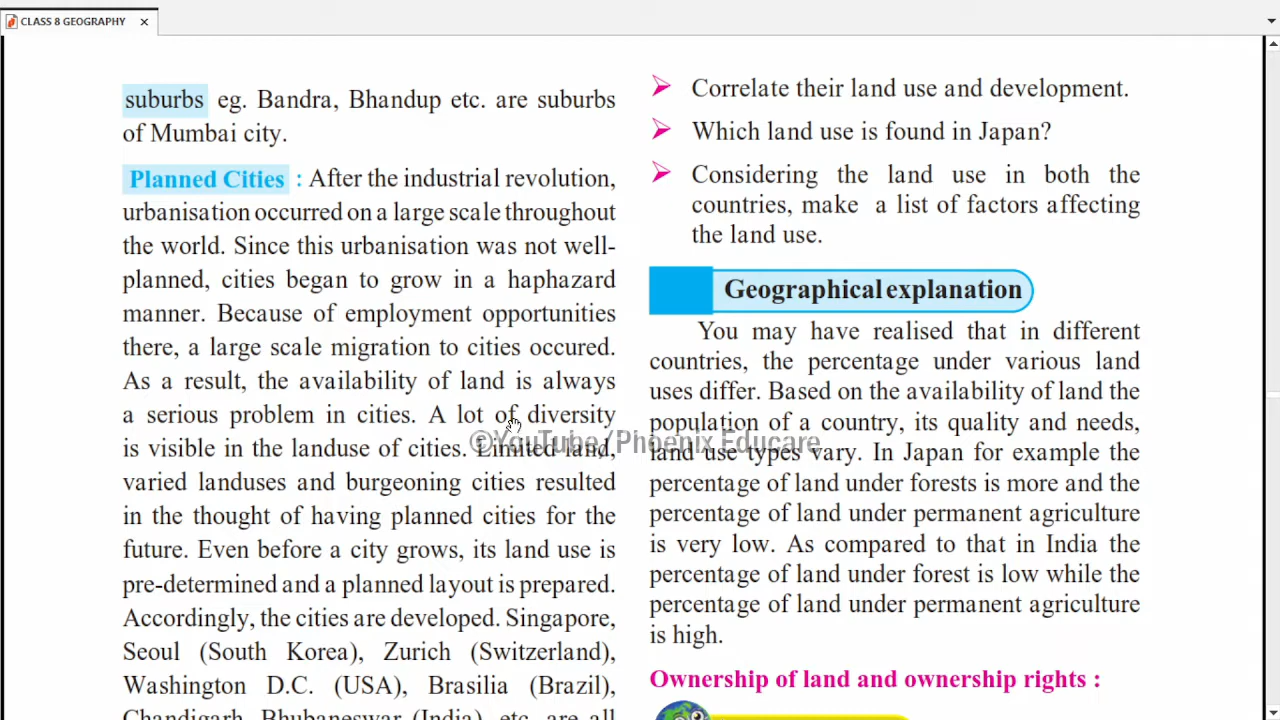 CLASS 8 GEOGRAPHY
suburbs eg. Bandra, Bhandup etc. are suburbs
of Mumbai city.
Planned Cities : After the industrial revolution,
urbanisation occurred on a large scale throughout
the world. Since this urbanisation was not well-
planned, cities began to grow in a haphazard
manner. Because of employment opportunities
there, a large scale migration to cities occured.
As a result, the availability of land is always
a serious problem in cities. A lot of diversity
is visible in the landuse of cities. Limited land,
varied landuses and burgeoning cities resulted
in the thought of having planned cities for the
future. Even before a city grows, its land use is
pre-determined and a planned layout is prepared.
Accordingly, the cities are developed. Singapore,
Seoul (South Korea), Zurich (Switzerland),
Washington D.C. (USA), Brasilia (Brazil),
Chandigarh, Bhubaneswar (India), etc. are all
➢ Correlate their land use and development.
➢ Which land use is found in Japan?
➢ Considering the land use in both the
countries, make a list of factors affecting
the land use.
Geographical explanation
You may have realised that in different
countries, the percentage under various land
uses differ. Based on the availability of land the
population of a country, its quality and needs,
land use types vary. In Japan for example the
percentage of land under forests is more and the
percentage of land under permanent agriculture
is very low. As compared to that in India the
percentage of land under forest is low while the
percentage of land under permanent agriculture
is high.
Ownership of land and ownership rights :
©YouTube/Phoenix Educare